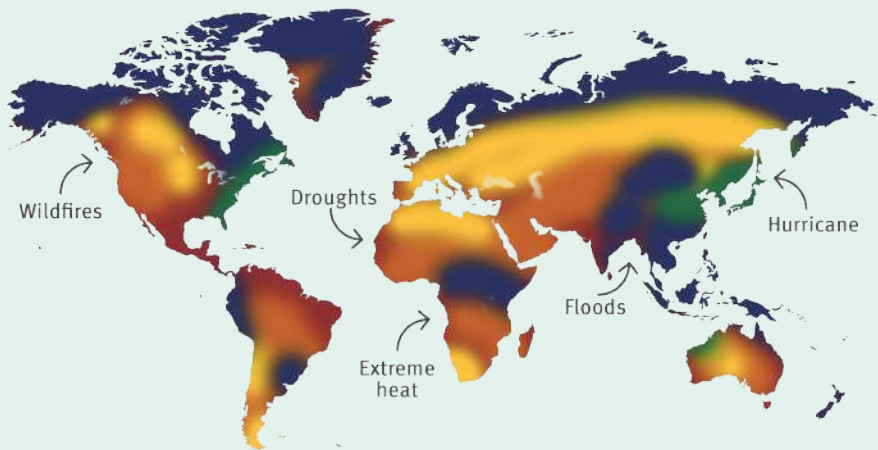 Wildfires
Droughts
Hurricane
Floods
Extreme
heat